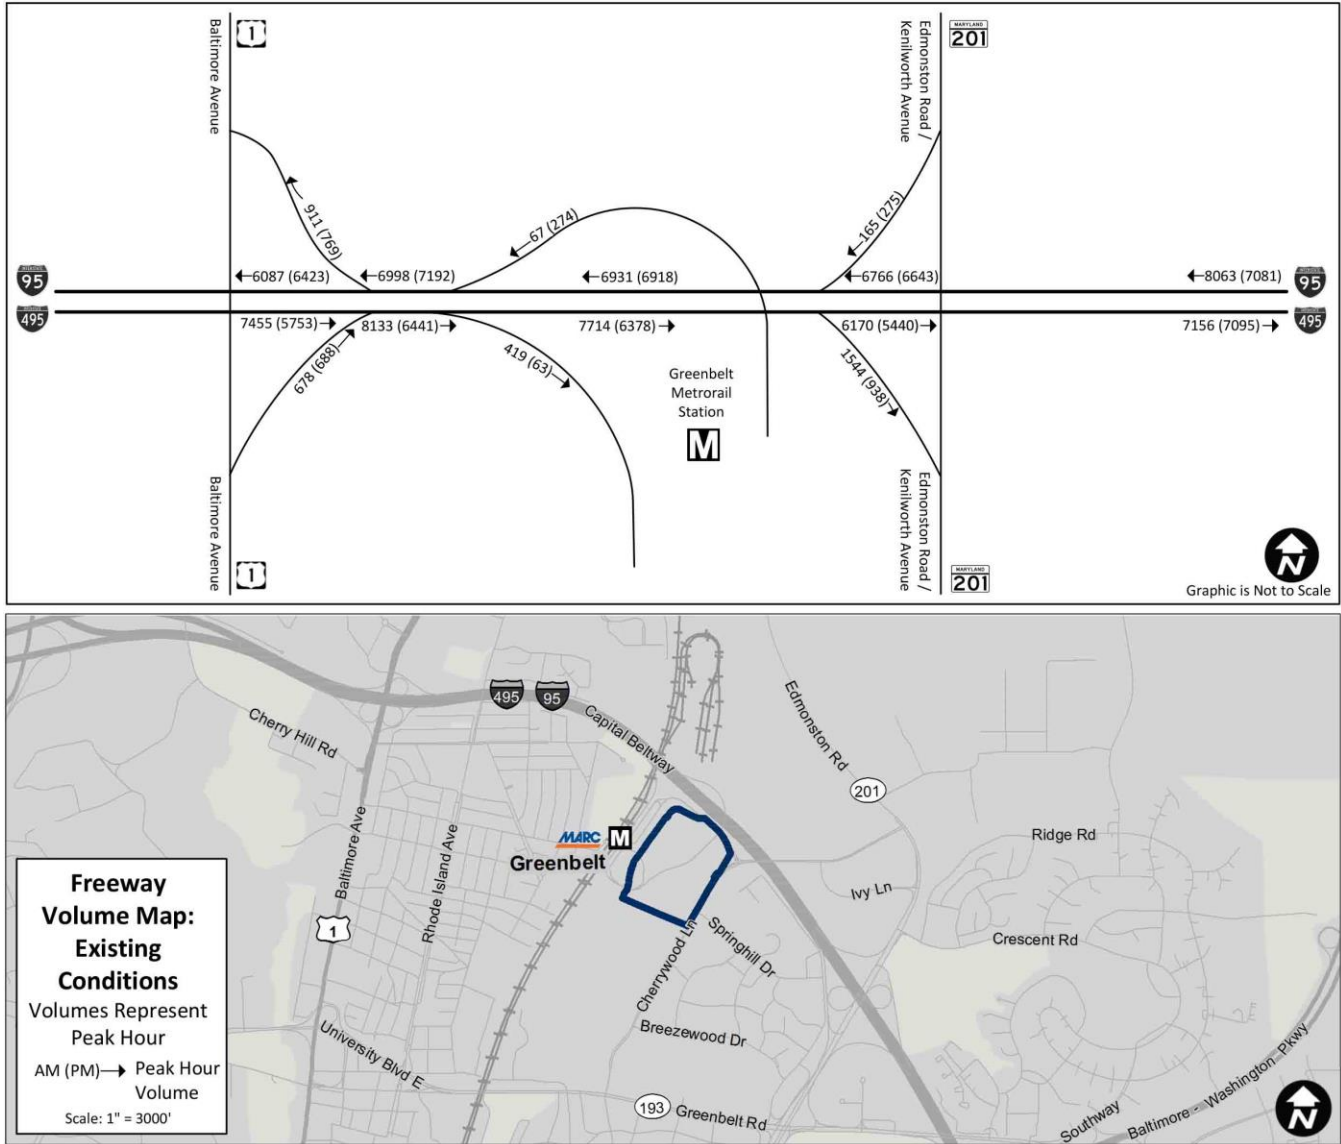 Baltimore Avenue
1
Edmonston Road /
Kenilworth Avenue
MARYLAND
201
911 (769)
67 (274)
165 (275)
95
6087 (6423)
6998 (7192)
6931 (6918)
6766 (6643)
8063 (7081)
95
495
7455 (5753)
8133 (6441)
7714 (6378)
6170 (5440)
7156 (7095)
495
678 (688)
419 (63)
1544 (938)
Greenbelt
Metrorail
Station
M
Baltimore Avenue
1
Edmonston Road /
Kenilworth Avenue
MARYLAND
201
N
Graphic is Not to Scale
495
95
Capital Beltway
Edmonston Rd
Cherry Hill Rd
201
Baltimore Ave
Rhode Island Ave
MARC
M
Greenbelt
Ridge Rd
Ivy Ln
1
Crescent Rd
Springhill Dr
Cherrywood Ln
Breezewood Dr
University Blvd E
193
Greenbelt Rd
Southway
Baltimore - Washington Pkwy
N
Freeway
Volume Map:
Existing
Conditions
Volumes Represent
Peak Hour
AM (PM)
Peak Hour
Volume
Scale: 1" = 3000'